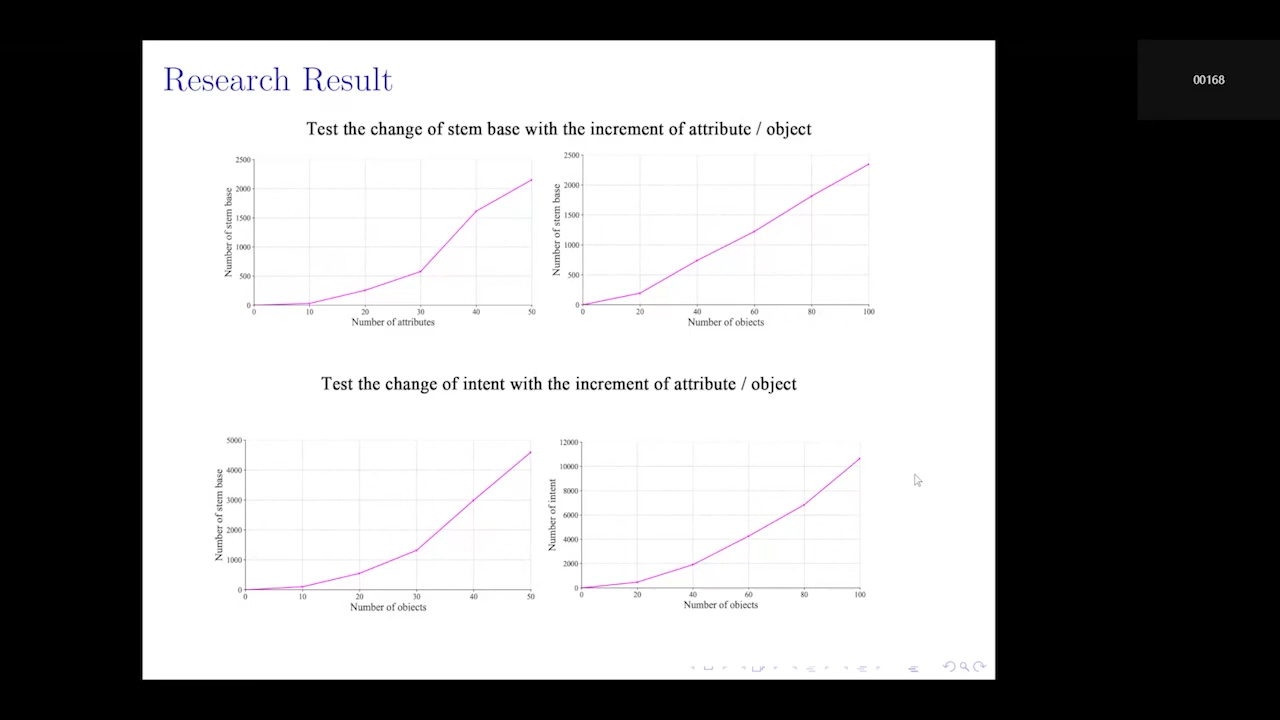 00168
Research Result
Test the change of stem base with the increment of attribute / object
Number of stem base
2500
2000
1500
1000
500
0
0 10 20 30 40 50
Number of attributes
Number of stem base
2500
2000
1500
1000
500
0
0 20 40 60 80 100
Number of objects
Test the change of intent with the increment of attribute / object
Number of stem base
5000
4000
3000
2000
1000
0
0 10 20 30 40 50
Number of objects
Number of intent
12000
10000
8000
6000
4000
2000
0
0 20 40 60 80 100
Number of objects